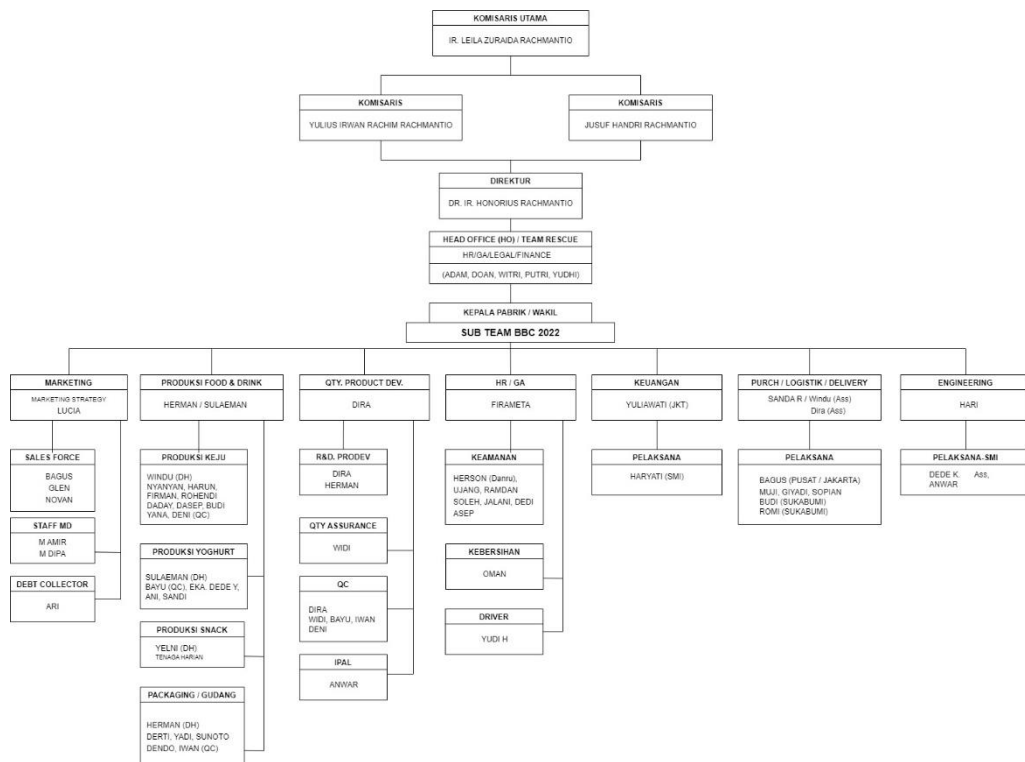 KOMISARIS UTAMA
IR. LEILA ZURAIDA RACHMANTIO
KOMISARIS
YULIUS IRWAN RACHIM RACHMANTIO
KOMISARIS
JUSUF HANDRI RACHMANTIO
DIREKTUR
DR. IR. HONORIUS RACHMANTIO
HEAD OFFICE (HO) / TEAM RESCUE
HR/GA/LEGAL/FINANCE
(ADAM, DOAN, WITRI, PUTRI, YUDHI)
KEPALA PABRIK / WAKIL
SUB TEAM BBC 2022
MARKETING
MARKETING STRATEGY
LUCIA
SALES FORCE
BAGUS
GLEN
NOVAN
STAFF MD
M AMIR
M DIPA
DEBT COLLECTOR
ARI
PRODUKSI FOOD & DRINK
HERMAN / SULAEMAN
PRODUKSI KEJU
WINDU (DH)
NYANYAN, HARUN,
FIRMAN, ROHENDI
DADAY, DASEP, BUDI
YANA, DENI (QC)
PRODUKSI YOGHURT
SULAEMAN (DH)
BAYU (QC), EKA. DEDE Y,
ANI, SANDI
PRODUKSI SNACK
YELNI (DH)
TENAGA HARIAN
PACKAGING / GUDANG
HERMAN (DH)
DERTI, YADI, SUNOTO
DENDO, IWAN (QC)
QTY. PRODUCT DEV.
DIRA
R&D. PRODEV
DIRA
HERMAN
QTY ASSURANCE
WIDI
QC
DIRA
WIDI, BAYU, IWAN
DENI
IPAL
ANWAR
HR / GA
FIRAMETA
KEAMANAN
HERSON (Danru),
UJANG, RAMDAN
SOLEH, JALANI, DEDI
ASEP
KEBERSIHAN
OMAN
DRIVER
YUDI H
KEUANGAN
YULIAWATI (JKT)
PELAKSANA
HARYATI (SMI)
PURCH / LOGISTIK / DELIVERY
SANDA R / Windu (Ass)
Dira (Ass)
PELAKSANA
BAGUS (PUSAT / JAKARTA)
MUJI, GIYADI, SOPIAN
BUDI (SUKABUMI)
ROMI (SUKABUMI)
ENGINEERING
HARI
PELAKSANA-SMI
DEDE K. Ass,
ANWAR